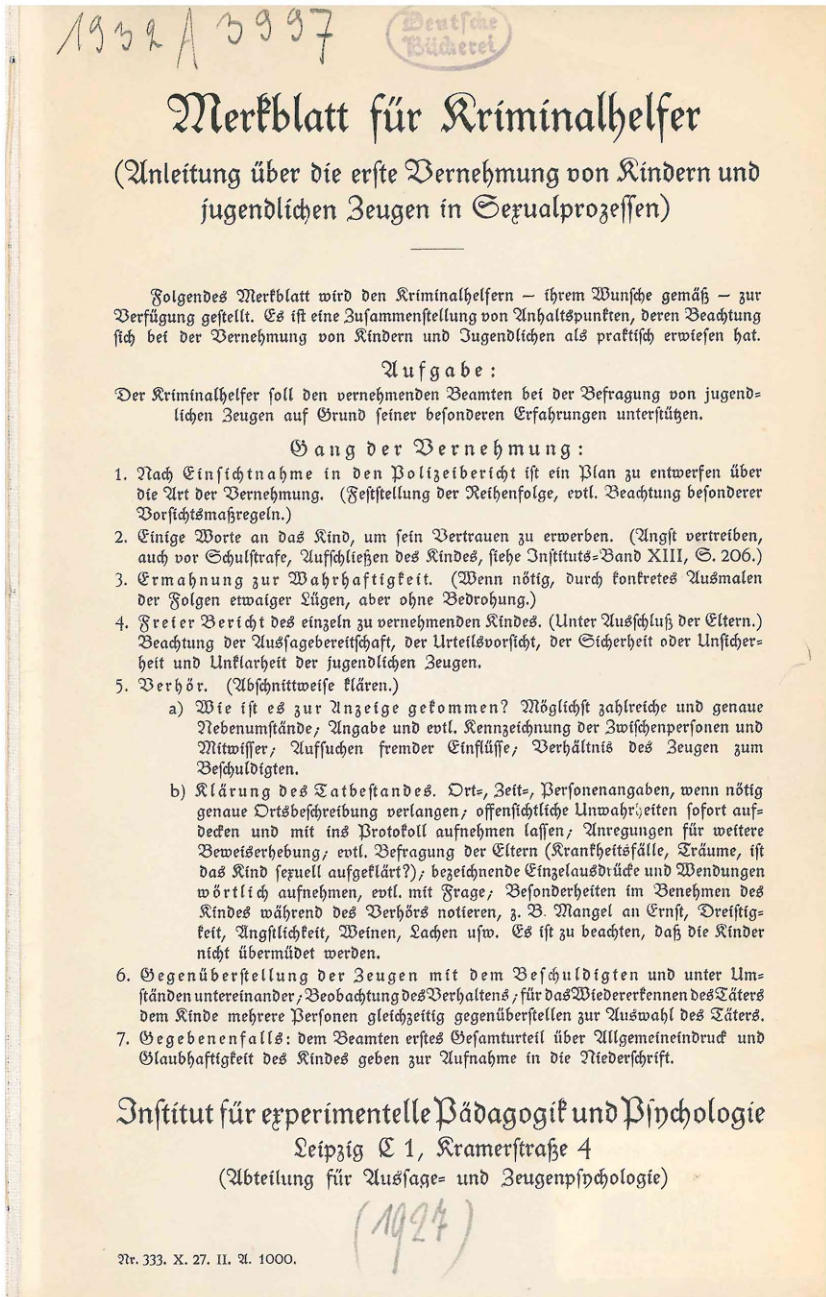 1932 A 3997
Deutsche
Bücherei
Merkblatt für Kriminalhelfer
(Anleitung über die erste Vernehmung von Kindern und
jugendlichen Zeugen in Sexualprozessen)
Folgendes Merkblatt wird den Kriminalhelfern — ihrem Wunsche gemäß — zur
Verfügung gestellt. Es ist eine Zusammenstellung von Anhaltspunkten, deren Beachtung
sich bei der Vernehmung von Kindern und Jugendlichen als praktisch erwiesen hat.
Aufgabe:
Der Kriminalhelfer soll den vernehmenden Beamten bei der Befragung von jugend-
lichen Zeugen auf Grund seiner besonderen Erfahrungen unterstützen.
Gang der Vernehmung:
1. Nach Einsichtnahme in den Polizeibericht ist ein Plan zu entwerfen über
die Art der Vernehmung. (Feststellung der Reihenfolge, evtl. Beachtung besonderer
Vorsichtsmaßregeln.)
2. Einige Worte an das Kind, um sein Vertrauen zu erwerben. (Angst vertreiben,
auch vor Schulstrafe, Aufschließen des Kindes, siehe Instituts-Band XIII, S. 206.)
3. Ermahnung zur Wahrhaftigkeit. (Wenn nötig, durch konkretes Ausmalen
der Folgen etwaiger Lügen, aber ohne Bedrohung.)
4. Freier Bericht des einzeln zu vernehmenden Kindes. (Unter Ausschluß der Eltern.)
Beachtung der Aussagebereitschaft, der Urteilsvorsicht, der Sicherheit oder Unsicher-
heit und Unklarheit der jugendlichen Zeugen.
5. Verhör. (Abschnittweise klären.)
a) Wie ist es zur Anzeige gekommen? Möglichst zahlreiche und genaue
Nebenumstände; Angabe und evtl. Kennzeichnung der Zwischenpersonen und
Mitwisser; Aufsuchen fremder Einflüsse; Verhältnis des Zeugen zum
Beschuldigten.
b) Klärung des Tatbestandes. Ort-, Zeit-, Personenangaben, wenn nötig
genaue Ortsbeschreibung verlangen; offensichtliche Unwahrheiten sofort auf-
decken und mit ins Protokoll aufnehmen lassen; Anregungen für weitere
Beweiserhebung; evtl. Befragung der Eltern (Krankheitsfälle, Träume, ist
das Kind sexuell aufgeklärt?); bezeichnende Einzelausdrücke und Wendungen
wörtlich aufnehmen, evtl. mit Frage; Besonderheiten im Benehmen des
Kindes während des Verhörs notieren, z. B. Mangel an Ernst, Dreistig-
keit, Ängstlichkeit, Weinen, Lachen usw. Es ist zu beachten, daß die Kinder
nicht übermüdet werden.
6. Gegenüberstellung der Zeugen mit dem Beschuldigten und unter Um-
ständen untereinander; Beobachtung des Verhaltens; für das Wiedererkennen des Täters
dem Kinde mehrere Personen gleichzeitig gegenüberstellen zur Auswahl des Täters.
7. Gegebenenfalls: dem Beamten erstes Gesamturteil über Allgemeineindruck und
Glaubhaftigkeit des Kindes geben zur Aufnahme in die Niederschrift.
Institut für experimentelle Pädagogik und Psychologie
Leipzig C 1, Kramerstraße 4
(Abteilung für Aussage- und Zeugenpsychologie)
(1927)
Nr. 333. X. 27. II. A. 1000.